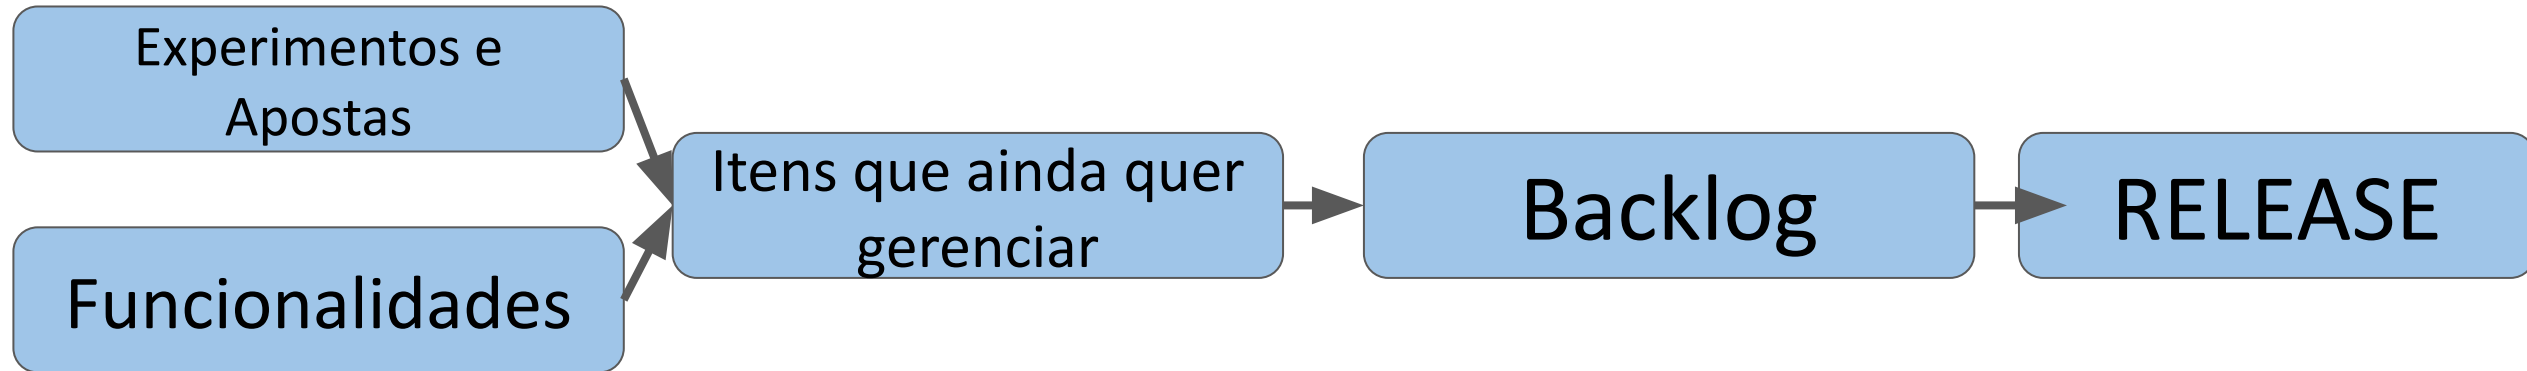 Experimentos e
Apostas
Funcionalidades
Itens que ainda quer
gerenciar
Backlog
RELEASE